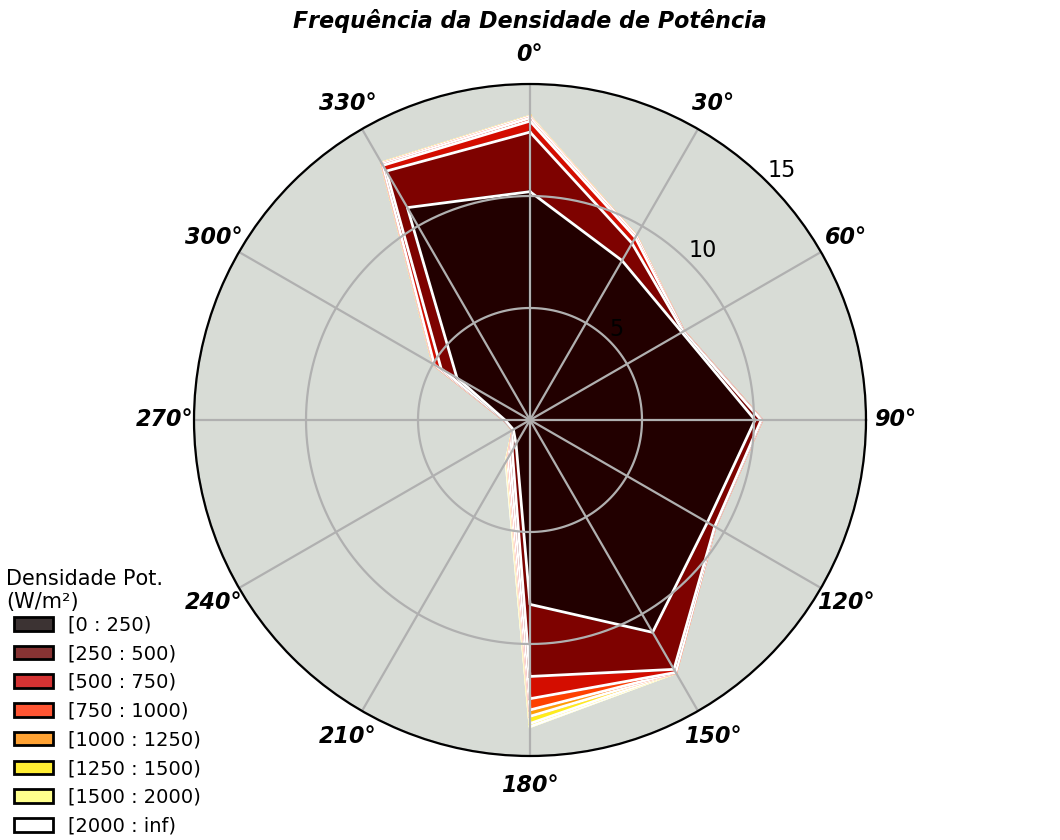 Frequência da Densidade de Potência
0°
330°
30°
15
300°
60°
10
5
270°
90°
Densidade Pot.
(W/m²)
240°
120°
[0 : 250)
[250 : 500)
[500 : 750)
[750 : 1000)
210°
150°
[1000 : 1250)
[1250 : 1500)
180°
[1500 : 2000)
[2000 : inf)